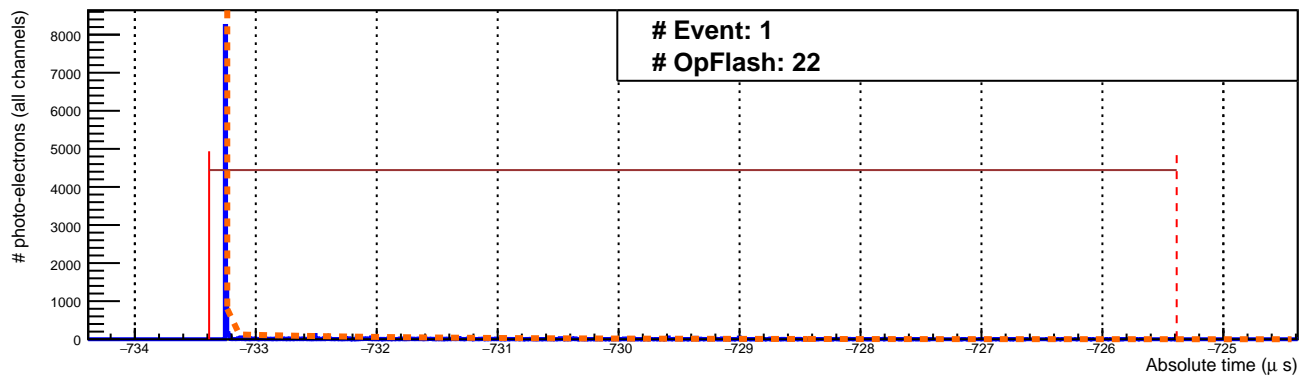 # Event: 1
# OpFlash: 22
# photo-electrons (all channels)
8000
7000
6000
5000
4000
3000
2000
1000
0
−734 −733 −732 −731 −730 −729 −728 −727 −726 −725
Absolute time (μ s)